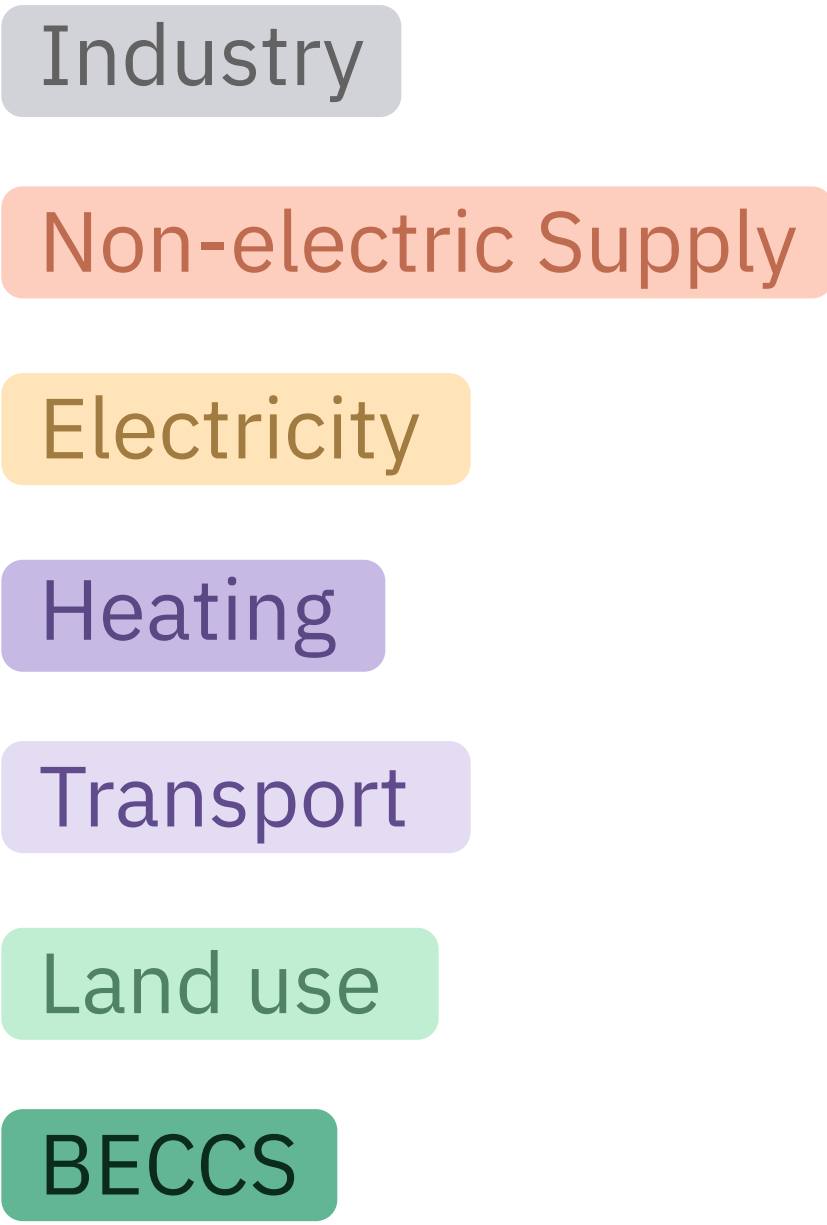 Industry
Non-electric Supply
Electricity
Heating
Transport
Land use
BECCS